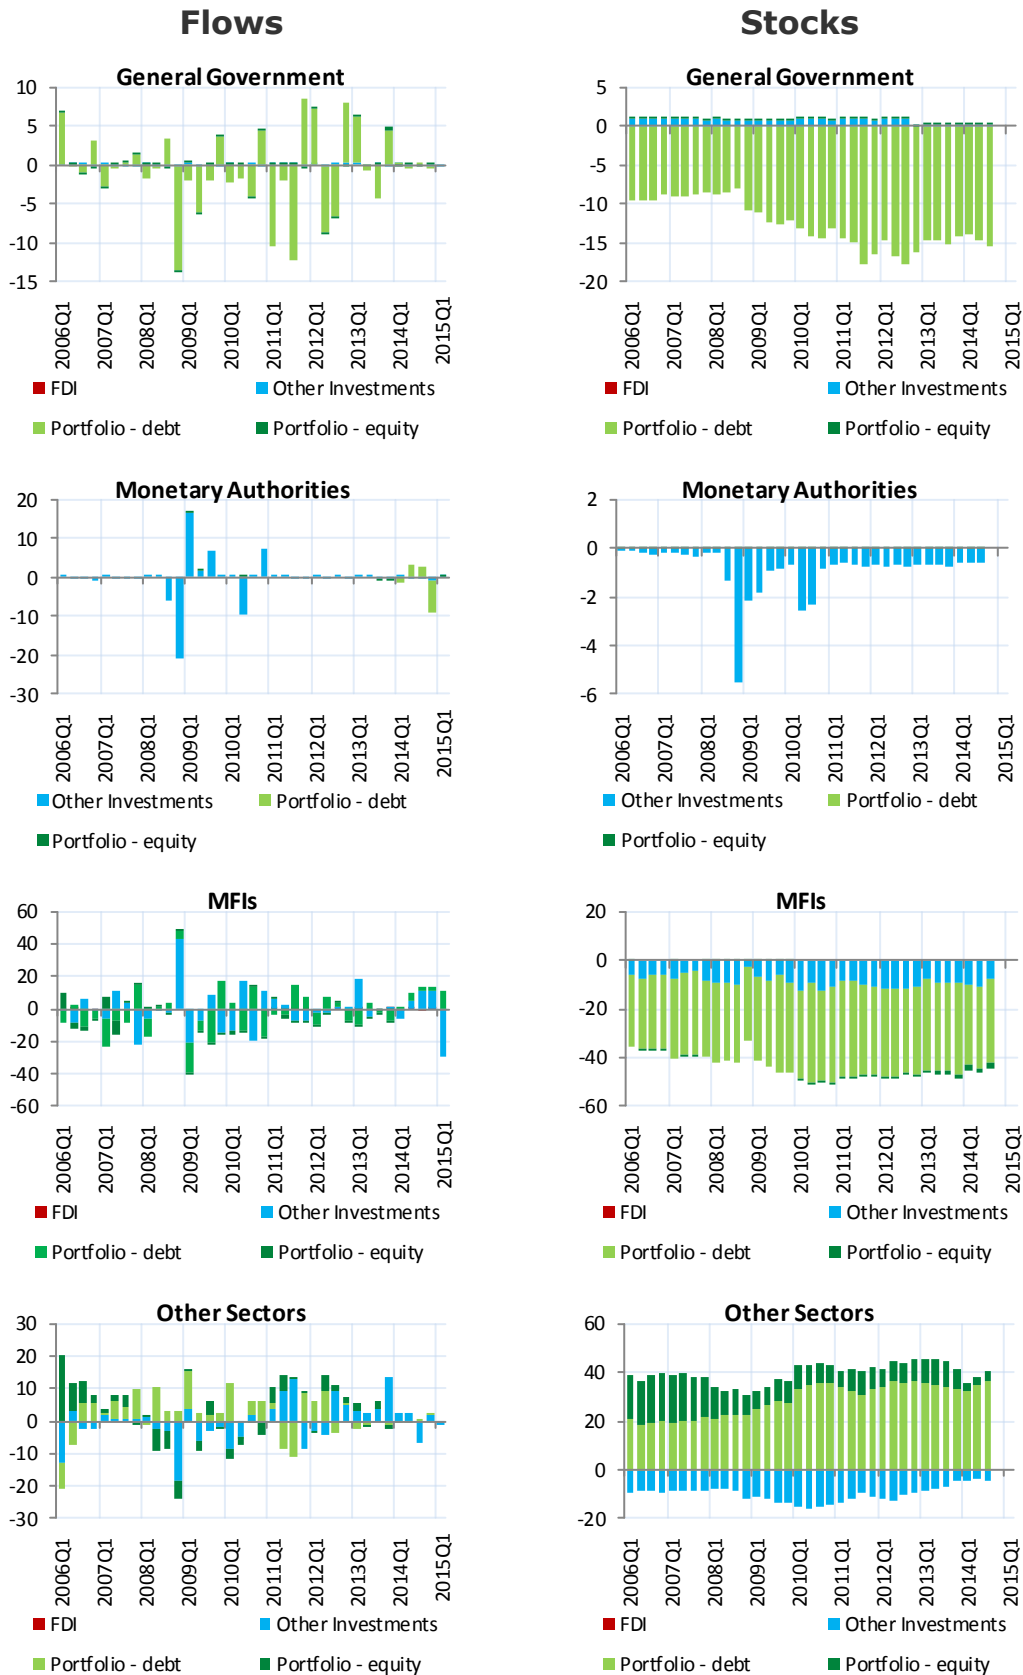 Flows
Stocks
General Government
10
5
0
-5
-10
-15
2006Q1
2007Q1
2008Q1
2009Q1
2010Q1
2011Q1
2012Q1
2013Q1
2014Q1
2015Q1
FDI
Other Investments
Portfolio - debt
Portfolio - equity
General Government
5
0
-5
-10
-15
-20
2006Q1
2007Q1
2008Q1
2009Q1
2010Q1
2011Q1
2012Q1
2013Q1
2014Q1
2015Q1
FDI
Other Investments
Portfolio - debt
Portfolio - equity
Monetary Authorities
20
10
0
-10
-20
-30
2006Q1
2007Q1
2008Q1
2009Q1
2010Q1
2011Q1
2012Q1
2013Q1
2014Q1
2015Q1
Other Investments
Portfolio - debt
Portfolio - equity
Monetary Authorities
2
0
-2
-4
-6
2006Q1
2007Q1
2008Q1
2009Q1
2010Q1
2011Q1
2012Q1
2013Q1
2014Q1
2015Q1
Other Investments
Portfolio - debt
Portfolio - equity
MFIs
60
40
20
0
-20
-40
-60
2006Q1
2007Q1
2008Q1
2009Q1
2010Q1
2011Q1
2012Q1
2013Q1
2014Q1
2015Q1
FDI
Other Investments
Portfolio - debt
Portfolio - equity
MFIs
20
0
-20
-40
-60
2006Q1
2007Q1
2008Q1
2009Q1
2010Q1
2011Q1
2012Q1
2013Q1
2014Q1
2015Q1
FDI
Other Investments
Portfolio - debt
Portfolio - equity
Other Sectors
30
20
10
0
-10
-20
-30
2006Q1
2007Q1
2008Q1
2009Q1
2010Q1
2011Q1
2012Q1
2013Q1
2014Q1
2015Q1
FDI
Other Investments
Portfolio - debt
Portfolio - equity
Other Sectors
60
40
20
0
-20
2006Q1
2007Q1
2008Q1
2009Q1
2010Q1
2011Q1
2012Q1
2013Q1
2014Q1
2015Q1
FDI
Other Investments
Portfolio - debt
Portfolio - equity